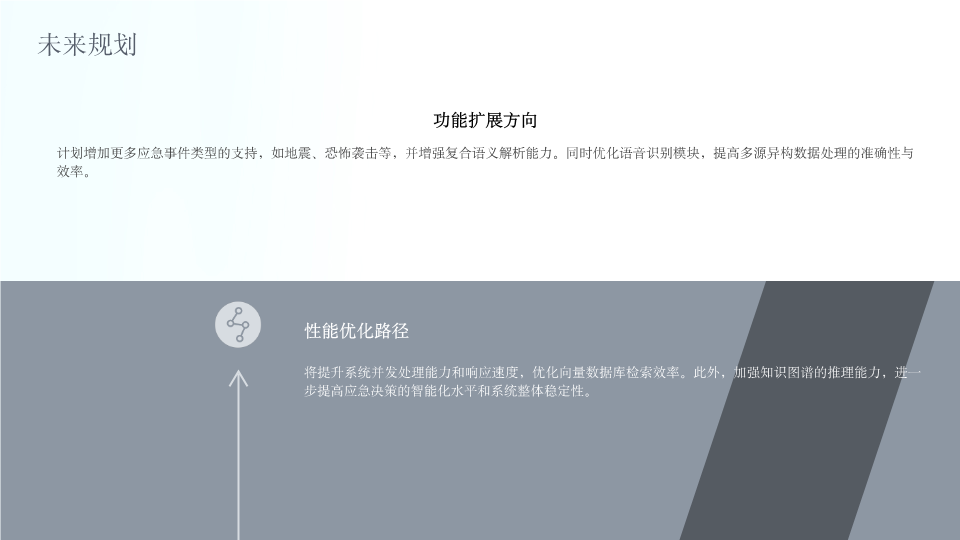 未来规划
功能扩展方向
计划增加更多应急事件类型的支持，如地震、恐怖袭击等，并增强复合语义解析能力。同时优化语音识别模块，提高多源异构数据处理的准确性与
效率。
性能优化路径
将提升系统并发处理能力和响应速度，优化向量数据库检索效率。此外，加强知识图谱的推理能力，进一
步提高应急决策的智能化水平和系统整体稳定性。